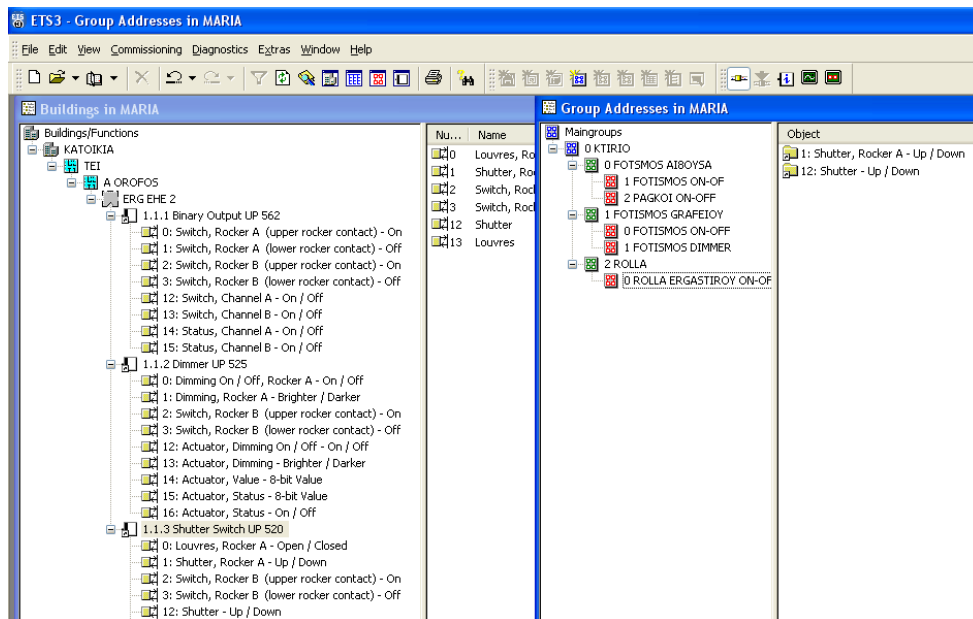 ETS3 - Group Addresses in MARIA
File Edit View Commissioning Diagnostics Extras Window Help
Buildings in MARIA
Buildings/Functions
KATOIKIA
TEI
A OROFOS
ERG EHE 2
1.1.1 Binary Output UP 562
0: Switch, Rocker A (upper rocker contact) - On
1: Switch, Rocker A (lower rocker contact) - Off
2: Switch, Rocker B (upper rocker contact) - On
3: Switch, Rocker B (lower rocker contact) - Off
12: Switch, Channel A - On / Off
13: Switch, Channel B - On / Off
14: Status, Channel A - On / Off
15: Status, Channel B - On / Off
1.1.2 Dimmer UP 525
0: Dimming On / Off, Rocker A - On / Off
1: Dimming, Rocker A - Brighter / Darker
2: Switch, Rocker B (upper rocker contact) - On
3: Switch, Rocker B (lower rocker contact) - Off
12: Actuator, Dimming On / Off - On / Off
13: Actuator, Dimming - Brighter / Darker
14: Actuator, Value - 8-bit Value
15: Actuator, Status - 8-bit Value
16: Actuator, Status - On / Off
1.1.3 Shutter Switch UP 520
0: Louvres, Rocker A - Open / Closed
1: Shutter, Rocker A - Up / Down
2: Switch, Rocker B (upper rocker contact) - On
3: Switch, Rocker B (lower rocker contact) - Off
12: Shutter - Up / Down
Nu... Name
0 Louvres, Ro
1 Shutter, Ro
2 Switch, Rock
3 Switch, Rock
12 Shutter
13 Louvres
Group Addresses in MARIA
Maingroups
0 KTIRIO
0 FOTSMOS AI8OYSA
1 FOTISMOS ON-OF
2 PAGKOI ON-OFF
1 FOTISMOS GRAFEIOY
0 FOTISMOS ON-OFF
1 FOTISMOS DIMMER
2 ROLLA
0 ROLLA ERGASTIROY ON-OF
Object
1: Shutter, Rocker A - Up / Down
12: Shutter - Up / Down